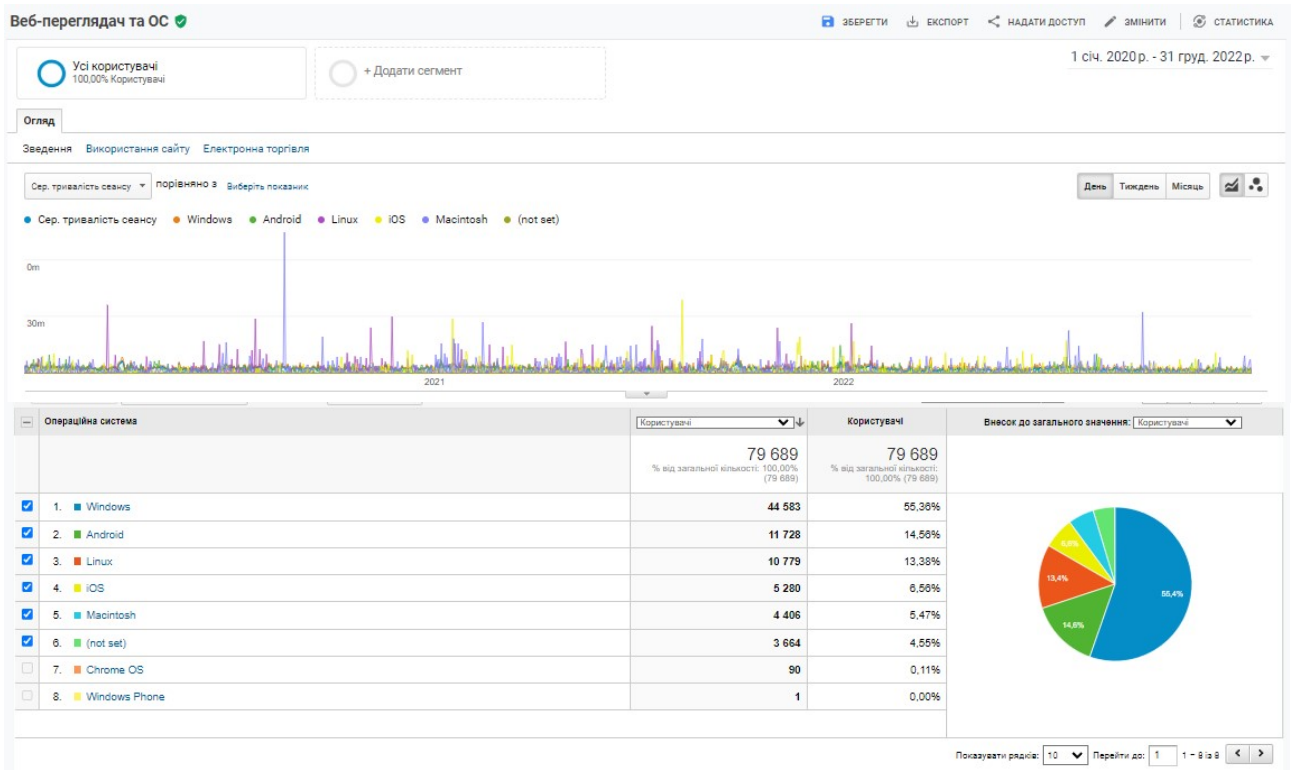 Веб-переглядач та ОС
ЗБЕРЕГТИ ЕКСПОРТ НАДАТИ ДОСТУП ЗМІНИТИ СТАТИСТИКА
Усі користувачі
100,00% Користувачі
+ Додати сегмент
1 січ. 2020 р. - 31 груд. 2022 р.
Огляд
Зведення Використання сайту Електронна торгівля
Сер. тривалість сеансу порівняно з Виберіть показник
День Тиждень Місяць
Сер. тривалість сеансу Windows Android Linux iOS Macintosh (not set)
0m
30m
2021 2022
Операційна система Користувачі Користувачі Внесок до загального значення: Користувачі
79 689 79 689
% від загальної кількості: 100,00% (79 689) % від загальної кількості: 100,00% (79 689)
1. Windows 44 583 55,36%
2. Android 11 728 14,56%
3. Linux 10 779 13,38%
4. iOS 5 280 6,56%
5. Macintosh 4 406 5,47%
6. (not set) 3 664 4,55%
7. Chrome OS 90 0,11%
8. Windows Phone 1 0,00%
6,6%
13,4%
55,4%
14,6%
Показувати рядків: 10 Перейти до: 1 1 – 8 із 8